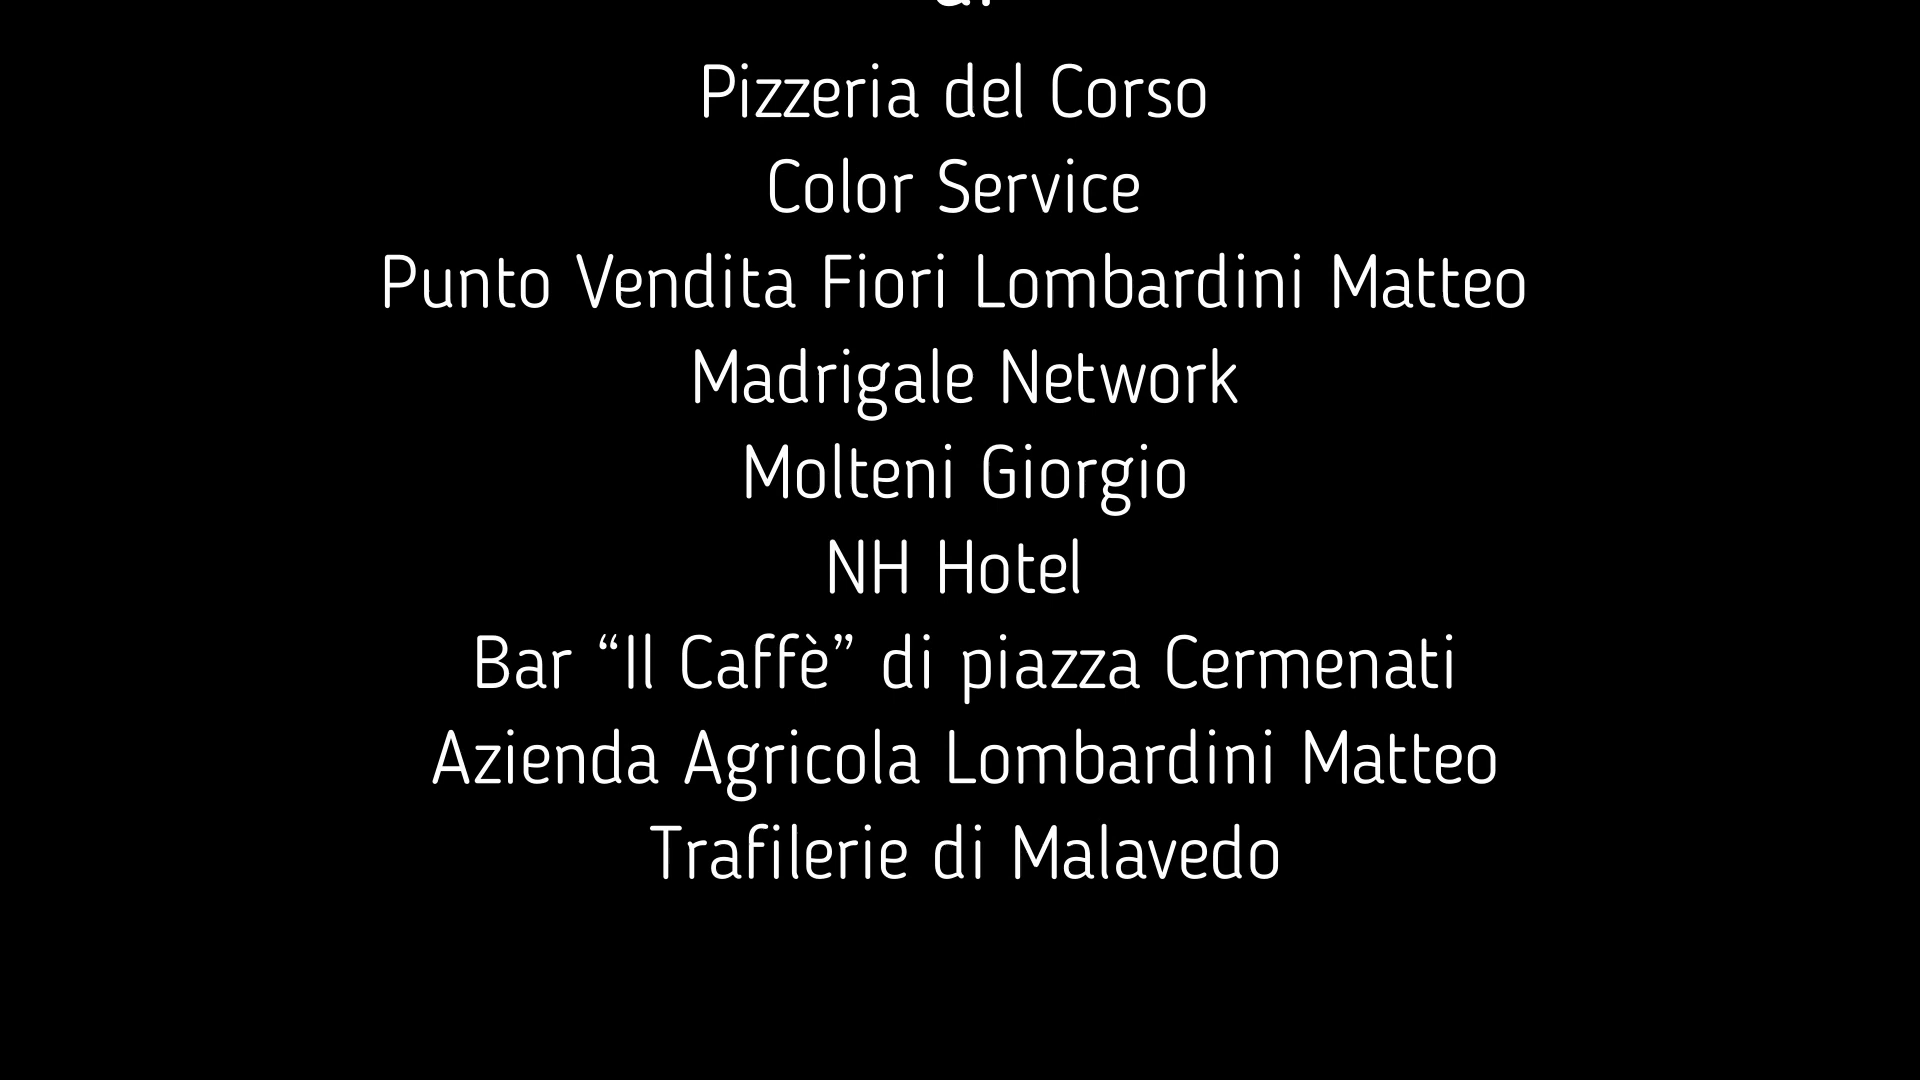 Pizzeria del Corso
Color Service
Punto Vendita Fiori Lombardini Matteo
Madrigale Network
Molteni Giorgio
NH Hotel
Bar “Il Caffè” di piazza Cermenati
Azienda Agricola Lombardini Matteo
Trafilerie di Malavedo